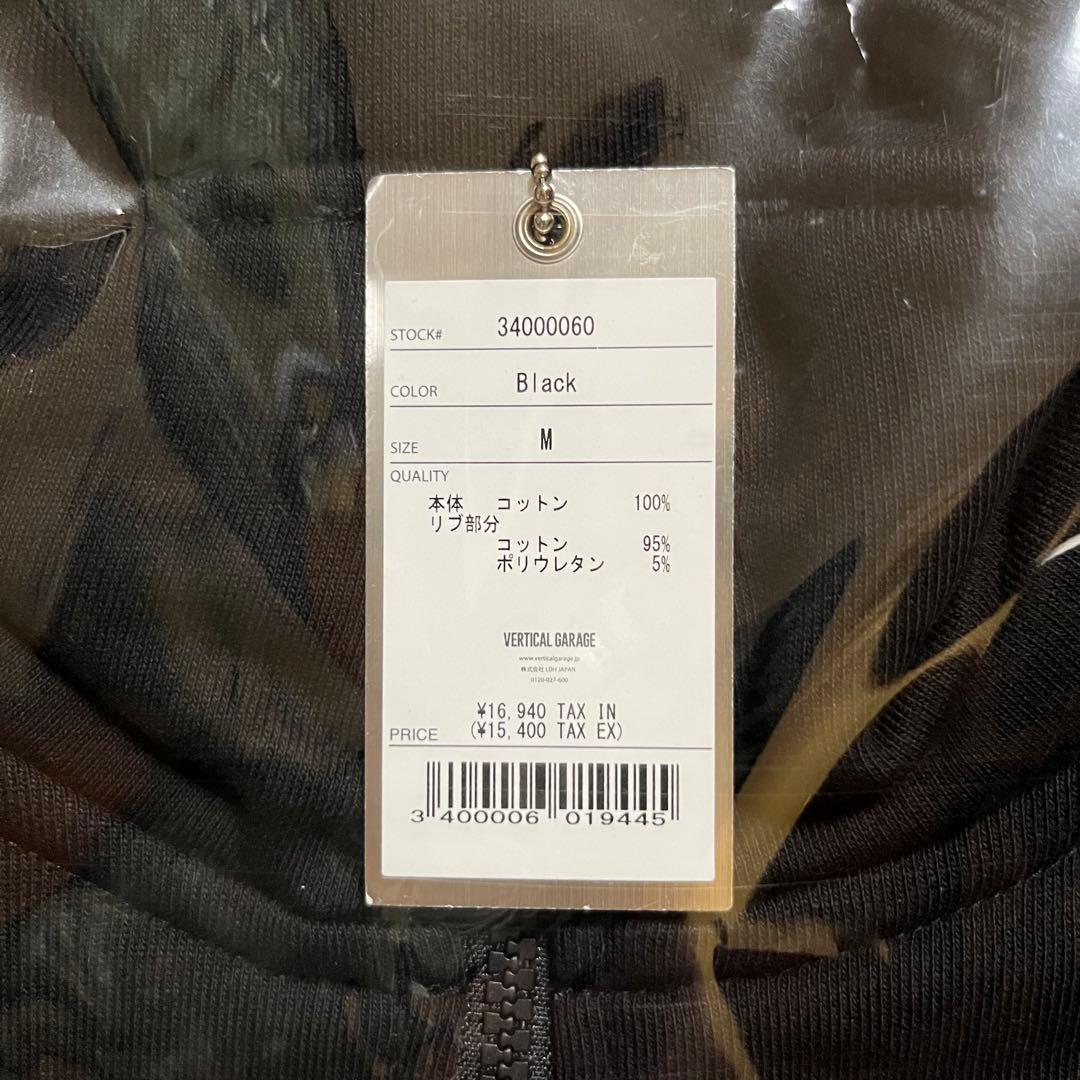 STOCK# 34000060
COLOR Black
SIZE M
QUALITY
本体 コットン 100%
リブ部分
コットン 95%
ポリウレタン 5%
VERTICAL GARAGE
www.verticalgarage.jp
株式会社 LDH JAPAN
0120-027-600
¥16,940 TAX IN
PRICE (¥15,400 TAX EX)
3 400006 019445